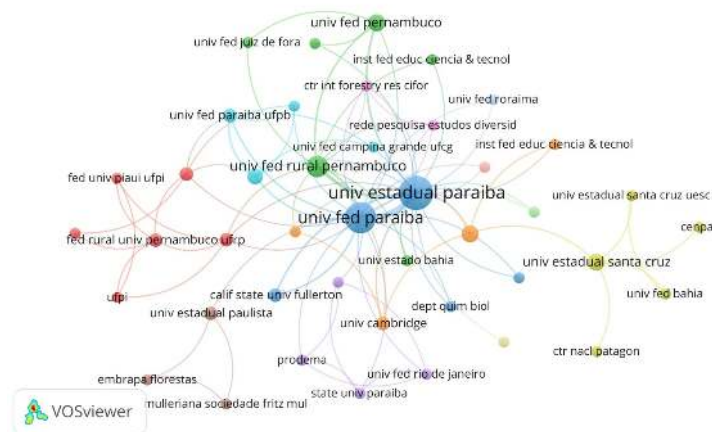 univ fed pernambuco
univ fed juiz de fora
inst fed educ ciencia & tecnol
ctr int forestry res cifor
univ fed roraima
univ fed paraiba ufpb
rede pesquisa estudos diversid
univ fed campina grande ufcg
inst fed educ ciencia & tecnol
univ fed rural pernambuco
fed univ piaui ufpi
univ estadual paraiba
univ estadual santa cruz uesc
univ fed paraiba
cenpa
fed rural univ pernambuco ufrp
univ estado bahia
univ estadual santa cruz
ufpi
calif state univ fullerton
univ fed bahia
dept quim biol
univ estadual paulista
univ cambridge
ctr nacl patagon
prodema
univ fed rio de janeiro
embrapa florestas
state univ paraiba
mulleriana sociedade fritz mul
VOSviewer